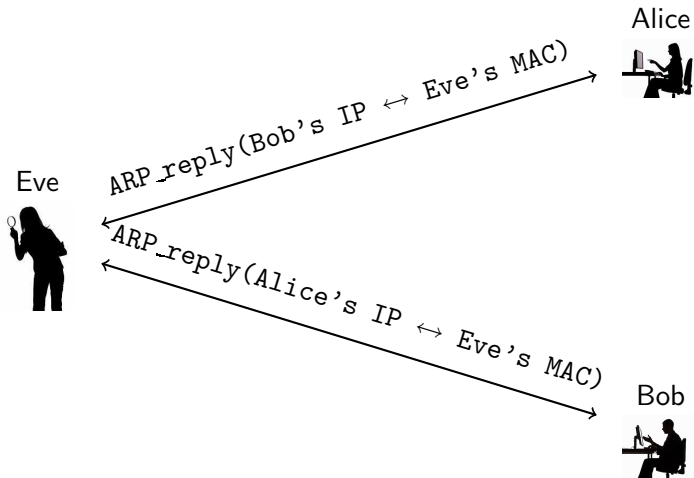 Alice
ARP_reply(Bob's IP ↔ Eve's MAC)
Eve
ARP_reply(Alice's IP ↔ Eve's MAC)
Bob